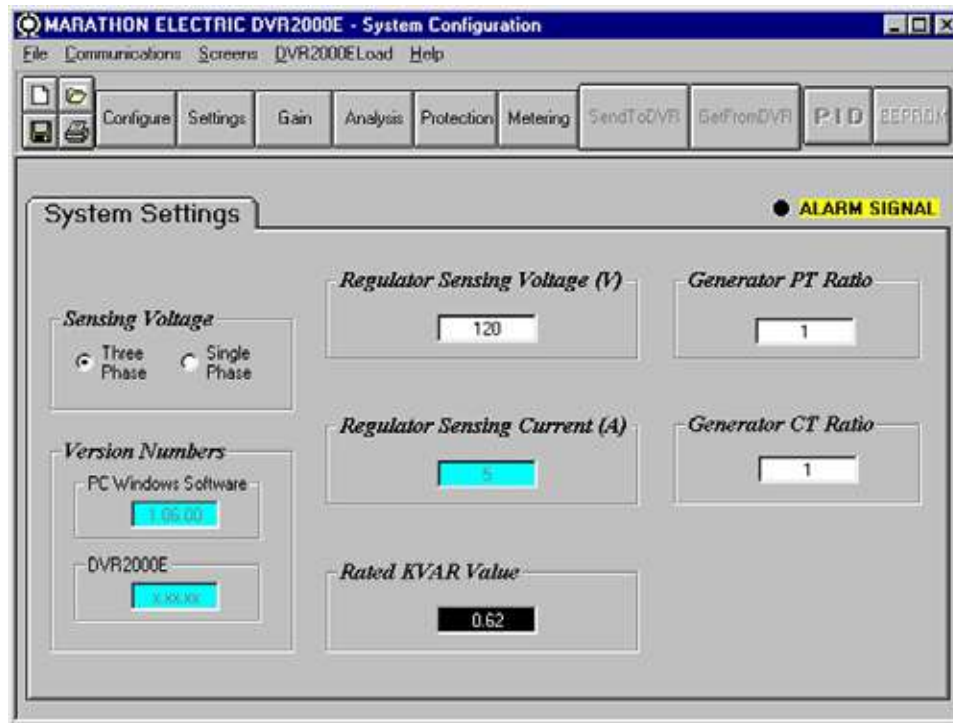 MARATHON ELECTRIC DVR2000E - System Configuration
File Communications Screens DVR2000ELoad Help
Configure Settings Gain Analysis Protection Metering SendToDVR GetFromDVR PID EEPROM
System Settings
ALARM SIGNAL
Sensing Voltage
Three Phase
Single Phase
Version Numbers
PC Windows Software
1.06.00
DVR2000E
x.xx.xx
Regulator Sensing Voltage (V)
120
Regulator Sensing Current (A)
5
Rated KVAR Value
0.62
Generator PT Ratio
1
Generator CT Ratio
1